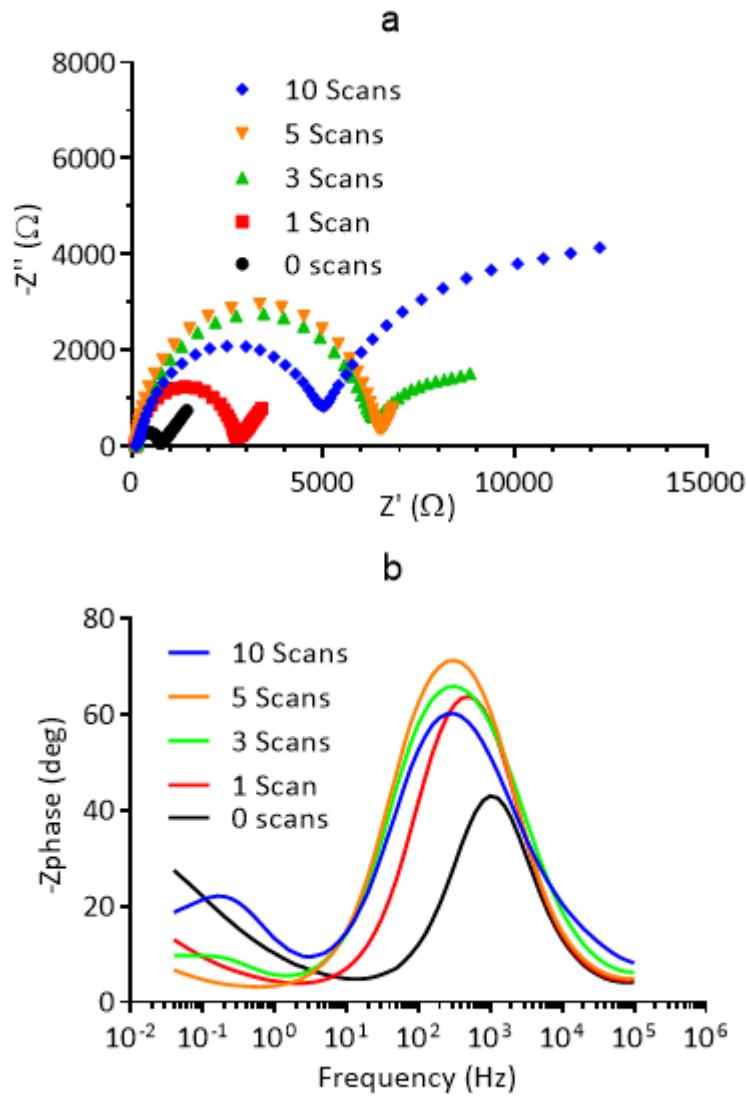 a
8000
6000
4000
2000
0
-Z'' (Ω)
10 Scans
5 Scans
3 Scans
1 Scan
0 scans
0
5000
10000
15000
Z' (Ω)
b
80
60
40
20
0
-Zphase (deg)
10 Scans
5 Scans
3 Scans
1 Scan
0 scans
10⁻² 10⁻¹ 10⁰ 10¹ 10² 10³ 10⁴ 10⁵ 10⁶
Frequency (Hz)